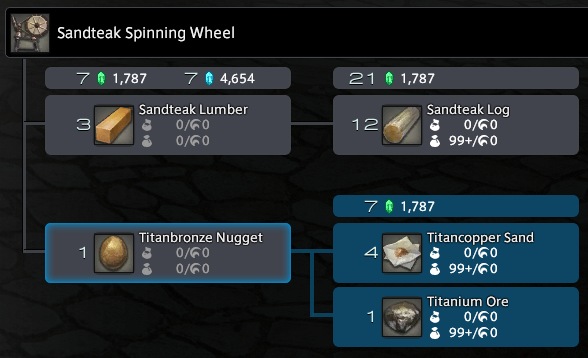 Sandteak Spinning Wheel
7 1,787 7 4,654
21 1,787
3 Sandteak Lumber
0/0
0/0
12 Sandteak Log
0/0
99+/0
1 Titanbronze Nugget
0/0
0/0
7 1,787
4 Titancopper Sand
0/0
99+/0
1 Titanium Ore
0/0
99+/0